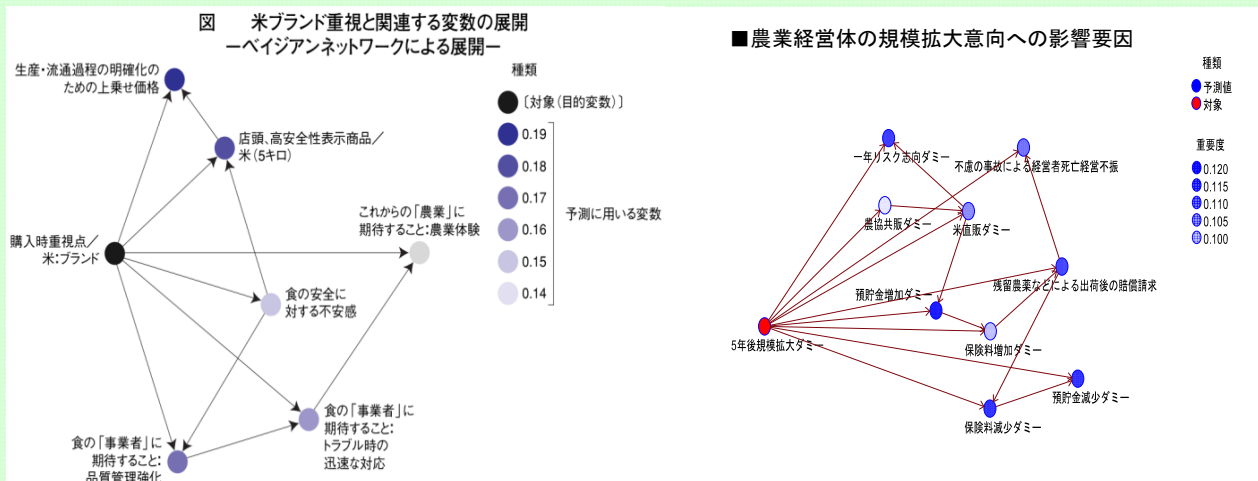 図　米ブランド重視と関連する変数の展開
ーベイジアンネットワークによる展開ー
生産・流通過程の明確化の
ための上乗せ価格
店頭、高安全性表示商品／
米(5キロ)
購入時重視点／
米:ブランド
これからの「農業」に
期待すること:農業体験
食の安全に
対する不安感
食の「事業者」に
期待すること:
トラブル時の
迅速な対応
食の「事業者」に
期待すること:
品質管理強化
種類
〔対象(目的変数)〕
0.19
0.18
0.17
0.16
0.15
0.14
予測に用いる変数
■農業経営体の規模拡大意向への影響要因
一年リスク志向ダミー
不慮の事故による経営者死亡経営不振
農協共販ダミー
米直販ダミー
残留農薬などによる出荷後の賠償請求
預貯金増加ダミー
5年後規模拡大ダミー
保険料増加ダミー
預貯金減少ダミー
保険料減少ダミー
種類
予測値
対象
重要度
0.120
0.115
0.110
0.105
0.100